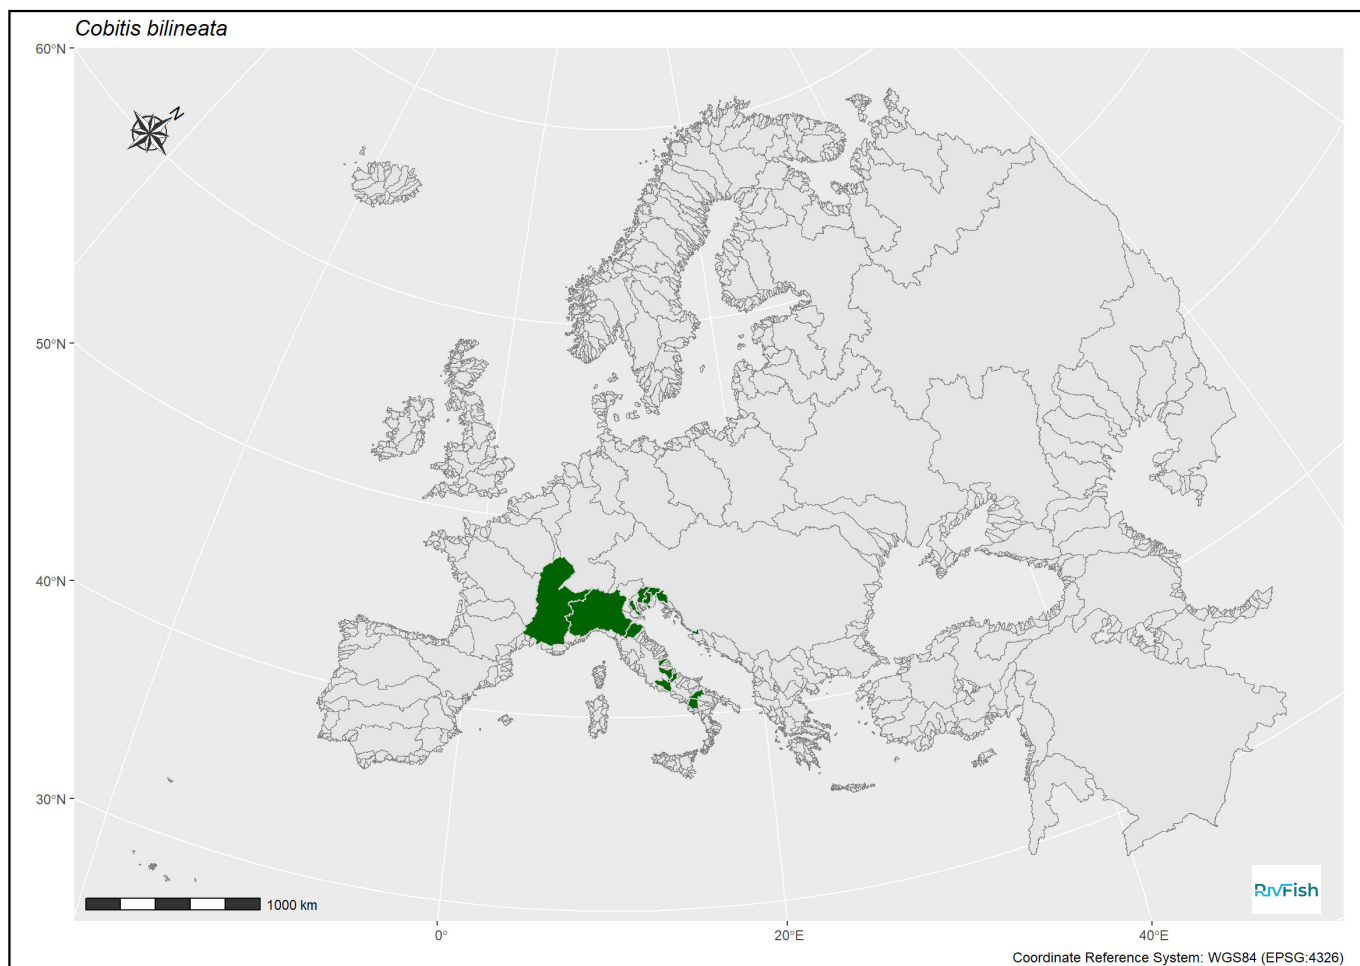 Cobitis bilineata
60°N
N
50°N
40°N
30°N
1000 km
RivFish
0°
20°E
40°E
Coordinate Reference System: WGS84 (EPSG:4326)